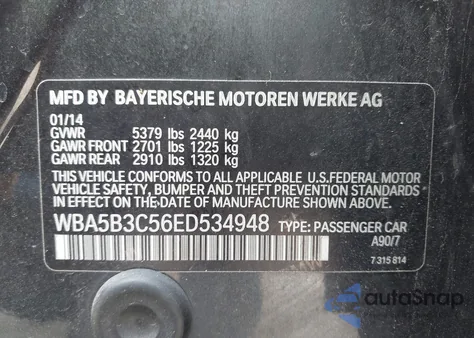 MFD BY BAYERISCHE MOTOREN WERKE AG
01/14
GVWR 5379 lbs 2440 kg
GAWR FRONT 2701 lbs 1225 kg
GAWR REAR 2910 lbs 1320 kg
THIS VEHICLE CONFORMS TO ALL APPLICABLE U.S.FEDERAL MOTOR
VEHICLE SAFETY, BUMPER AND THEFT PREVENTION STANDARDS
IN EFFECT ON THE DATE OF MANUFACTURE SHOWN ABOVE.
WBA5B3C56ED534948 TYPE: PASSENGER CAR
A90/7
7 315 814
autoSnap